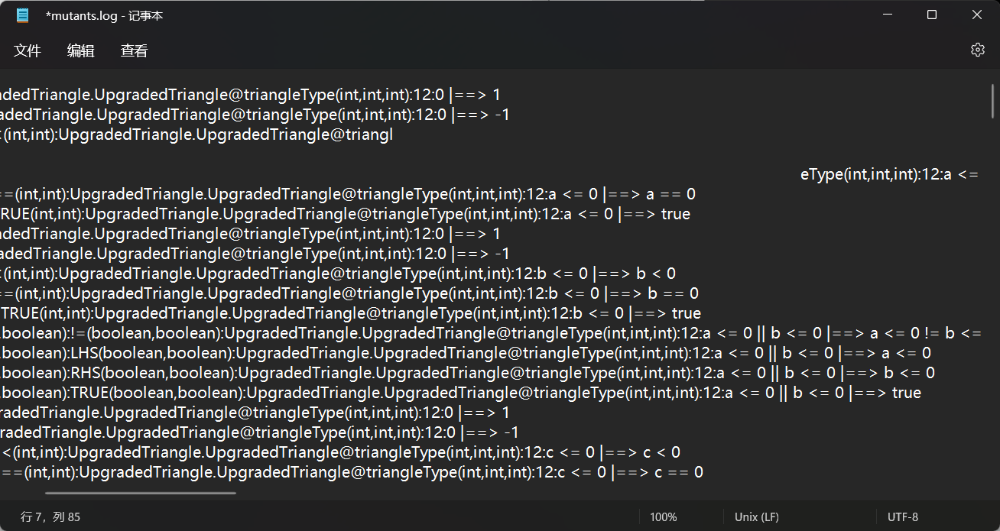 *mutants.log - 记事本
文件 编辑 查看
adedTriangle.UpgradedTriangle@triangleType(int,int,int):12:0 |==> 1
adedTriangle.UpgradedTriangle@triangleType(int,int,int):12:0 |==> -1
(int,int):UpgradedTriangle.UpgradedTriangle@triangl
eType(int,int,int):12:a <=
==(int,int):UpgradedTriangle.UpgradedTriangle@triangleType(int,int,int):12:a <= 0 |==> a == 0
RUE(int,int):UpgradedTriangle.UpgradedTriangle@triangleType(int,int,int):12:a <= 0 |==> true
adedTriangle.UpgradedTriangle@triangleType(int,int,int):12:0 |==> 1
adedTriangle.UpgradedTriangle@triangleType(int,int,int):12:0 |==> -1
(int,int):UpgradedTriangle.UpgradedTriangle@triangleType(int,int,int):12:b <= 0 |==> b < 0
==(int,int):UpgradedTriangle.UpgradedTriangle@triangleType(int,int,int):12:b <= 0 |==> b == 0
TRUE(int,int):UpgradedTriangle.UpgradedTriangle@triangleType(int,int,int):12:b <= 0 |==> true
boolean):!=(boolean,boolean):UpgradedTriangle.UpgradedTriangle@triangleType(int,int,int):12:a <= 0 || b <= 0 |==> a <= 0 != b <=
boolean):LHS(boolean,boolean):UpgradedTriangle.UpgradedTriangle@triangleType(int,int,int):12:a <= 0 || b <= 0 |==> a <= 0
boolean):RHS(boolean,boolean):UpgradedTriangle.UpgradedTriangle@triangleType(int,int,int):12:a <= 0 || b <= 0 |==> b <= 0
boolean):TRUE(boolean,boolean):UpgradedTriangle.UpgradedTriangle@triangleType(int,int,int):12:a <= 0 || b <= 0 |==> true
radedTriangle.UpgradedTriangle@triangleType(int,int,int):12:0 |==> 1
radedTriangle.UpgradedTriangle@triangleType(int,int,int):12:0 |==> -1
<(int,int):UpgradedTriangle.UpgradedTriangle@triangleType(int,int,int):12:c <= 0 |==> c < 0
==(int,int):UpgradedTriangle.UpgradedTriangle@triangleType(int,int,int):12:c <= 0 |==> c == 0
行 7，列 85 100% Unix (LF) UTF-8